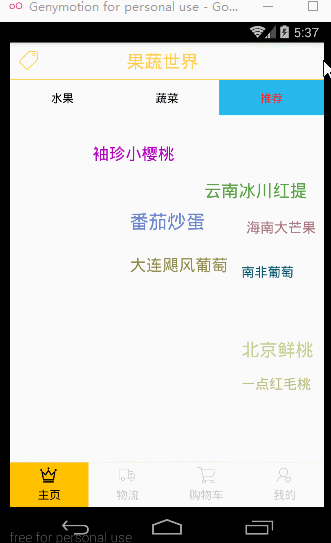 Genymotion for personal use - Go...
5:37
果蔬世界
水果
蔬菜
推荐
袖珍小樱桃
云南冰川红提
番茄炒蛋
海南大芒果
大连飓风葡萄
南非葡萄
北京鲜桃
一点红毛桃
主页
物流
购物车
我的
free for personal use